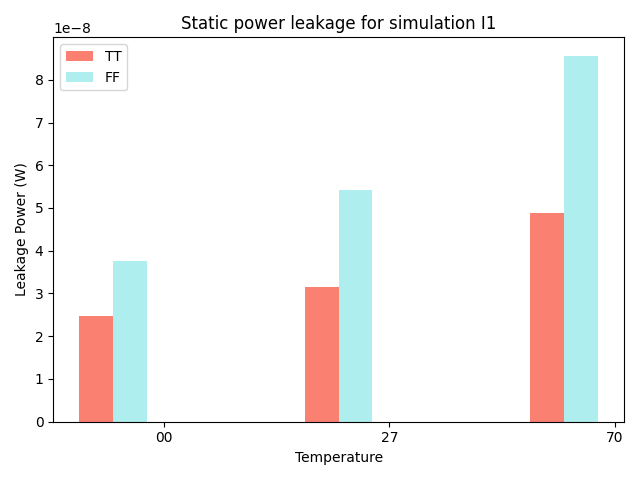 Static power leakage for simulation I1
1e−8
TT
FF
8
7
6
5
4
3
2
1
0
Leakage Power (W)
00 27 70
Temperature